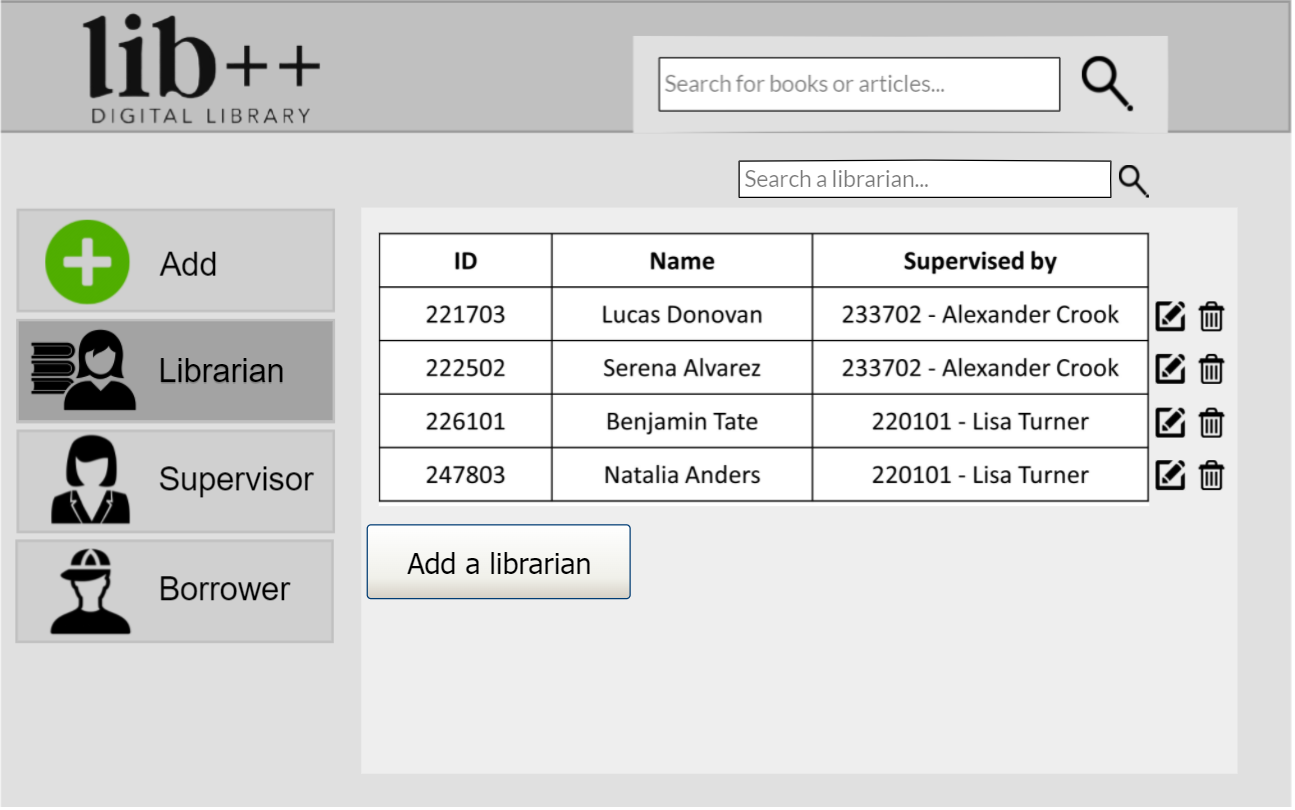 lib++
DIGITAL LIBRARY
Search for books or articles...
Search a librarian...
Add
Librarian
Supervisor
Borrower
ID Name Supervised by
221703 Lucas Donovan 233702 - Alexander Crook
222502 Serena Alvarez 233702 - Alexander Crook
226101 Benjamin Tate 220101 - Lisa Turner
247803 Natalia Anders 220101 - Lisa Turner
Add a librarian